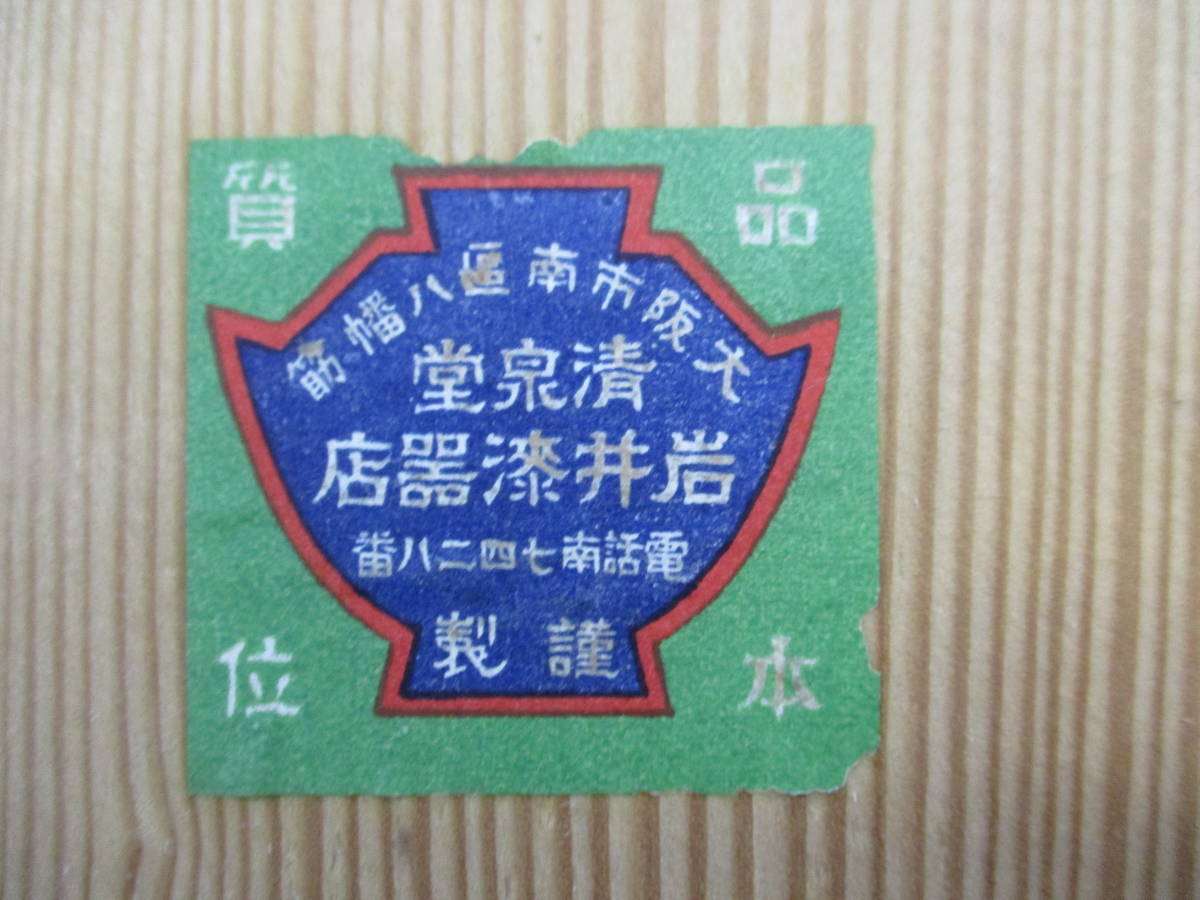 品質
大阪市南區八幡筋
清泉堂
岩井漆器店
電話南七四二八番
謹製
本位